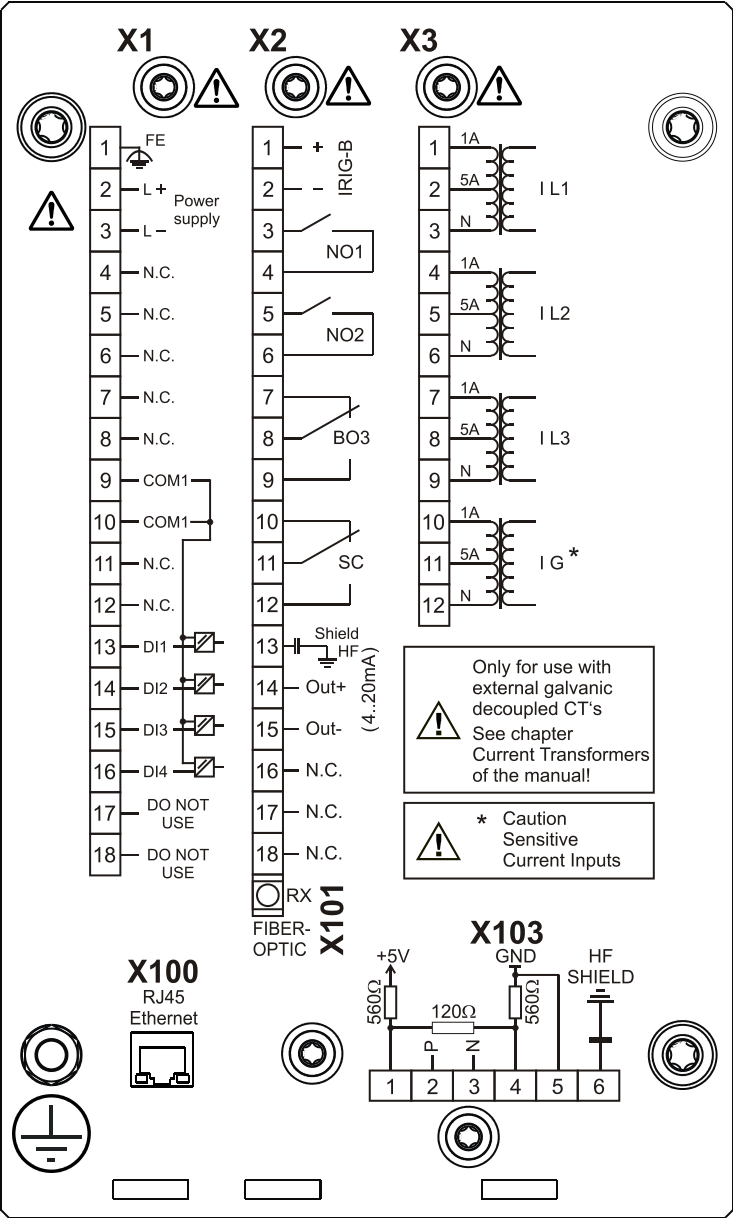 X1
1 FE
2 L+
Power
supply
3 L–
4 N.C.
5 N.C.
6 N.C.
7 N.C.
8 N.C.
9 COM1
10 COM1
11 N.C.
12 N.C.
13 DI1
14 DI2
15 DI3
16 DI4
17 DO NOT
USE
18 DO NOT
USE
X2
1 +
2 –
IRIG-B
3
NO1
4
5
NO2
6
7
8 BO3
9
10
11 SC
12
13 Shield
HF
14 Out+
15 Out-
(4..20mA)
16 N.C.
17 N.C.
18 N.C.
RX
FIBER-
OPTIC
X101
X3
1 1A
2 5A I L1
3 N
4 1A
5 5A I L2
6 N
7 1A
8 5A I L3
9 N
10 1A
11 5A I G*
12 N
! Only for use with
external galvanic
decoupled CT‘s
See chapter
Current Transformers
of the manual!
! * Caution
Sensitive
Current Inputs
X100
RJ45
Ethernet
X103
+5V GND HF
SHIELD
560Ω 120Ω 560Ω
P N
1 2 3 4 5 6